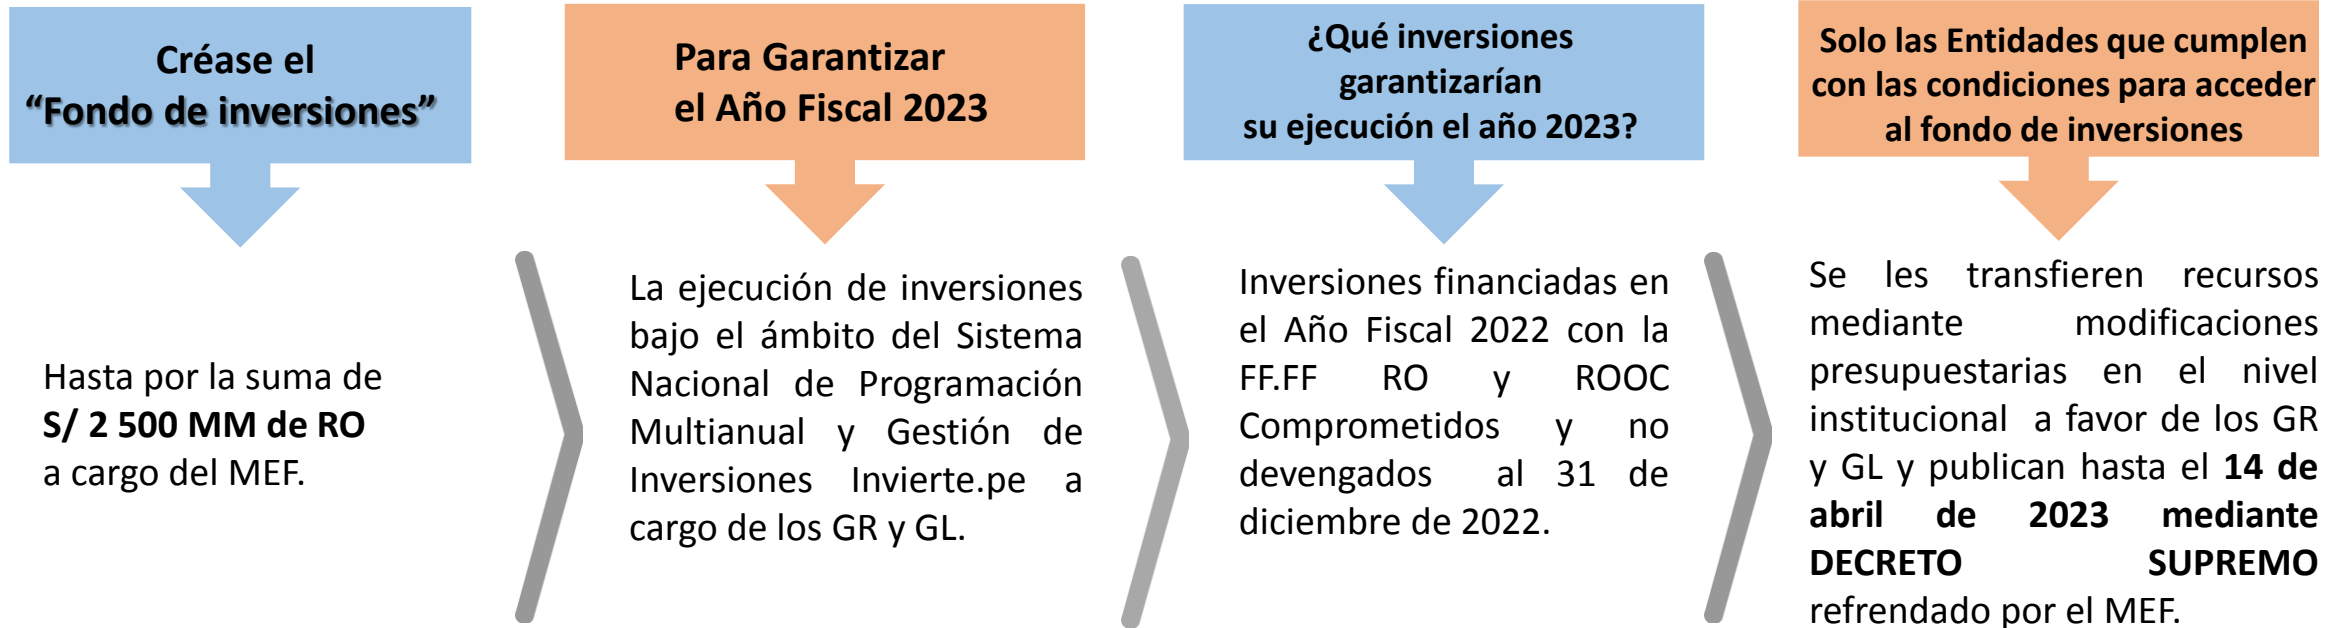 Créase el
“Fondo de inversiones”
Hasta por la suma de
S/ 2 500 MM de RO
a cargo del MEF.
Para Garantizar
el Año Fiscal 2023
La ejecución de inversiones
bajo el ámbito del Sistema
Nacional de Programación
Multianual y Gestión de
Inversiones Invierte.pe a
cargo de los GR y GL.
¿Qué inversiones
garantizarían
su ejecución el año 2023?
Inversiones financiadas en
el Año Fiscal 2022 con la
FF.FF RO y ROOC
Comprometidos y no
devengados al 31 de
diciembre de 2022.
Solo las Entidades que cumplen
con las condiciones para acceder
al fondo de inversiones
Se les transfieren recursos
mediante modificaciones
presupuestarias en el nivel
institucional a favor de los GR
y GL y publican hasta el 14 de
abril de 2023 mediante
DECRETO SUPREMO
refrendado por el MEF.